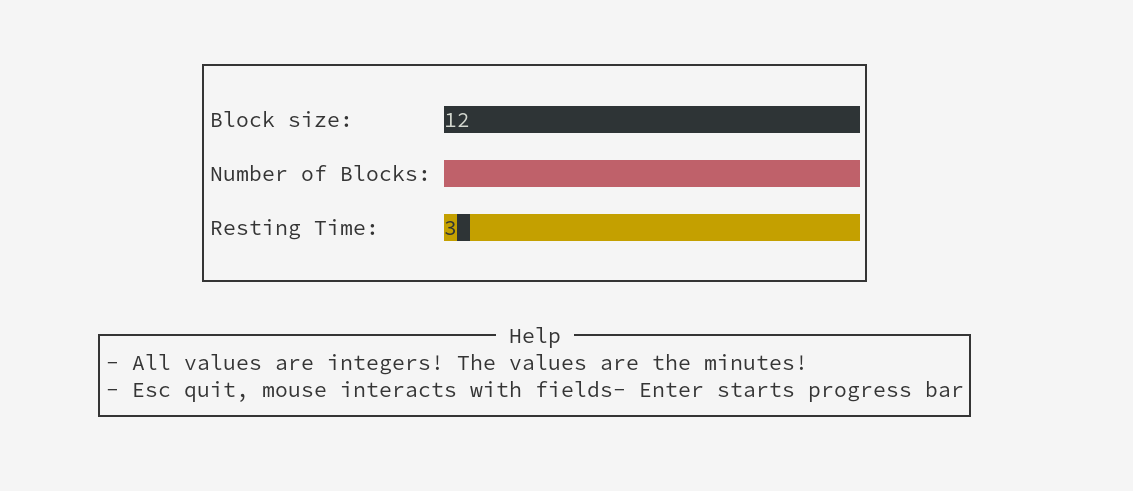 Block size: 12
Number of Blocks:
Resting Time: 3
Help
- All values are integers! The values are the minutes!
- Esc quit, mouse interacts with fields- Enter starts progress bar